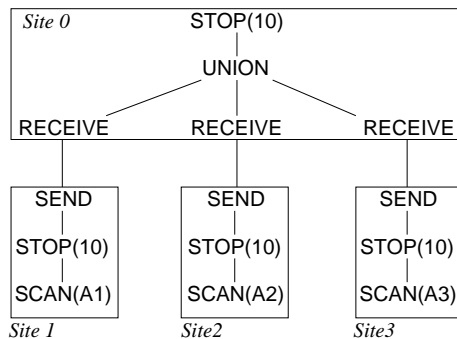 Site 0 STOP(10)
UNION
RECEIVE RECEIVE RECEIVE
SEND SEND SEND
STOP(10) STOP(10) STOP(10)
SCAN(A1) SCAN(A2) SCAN(A3)
Site 1 Site2 Site3